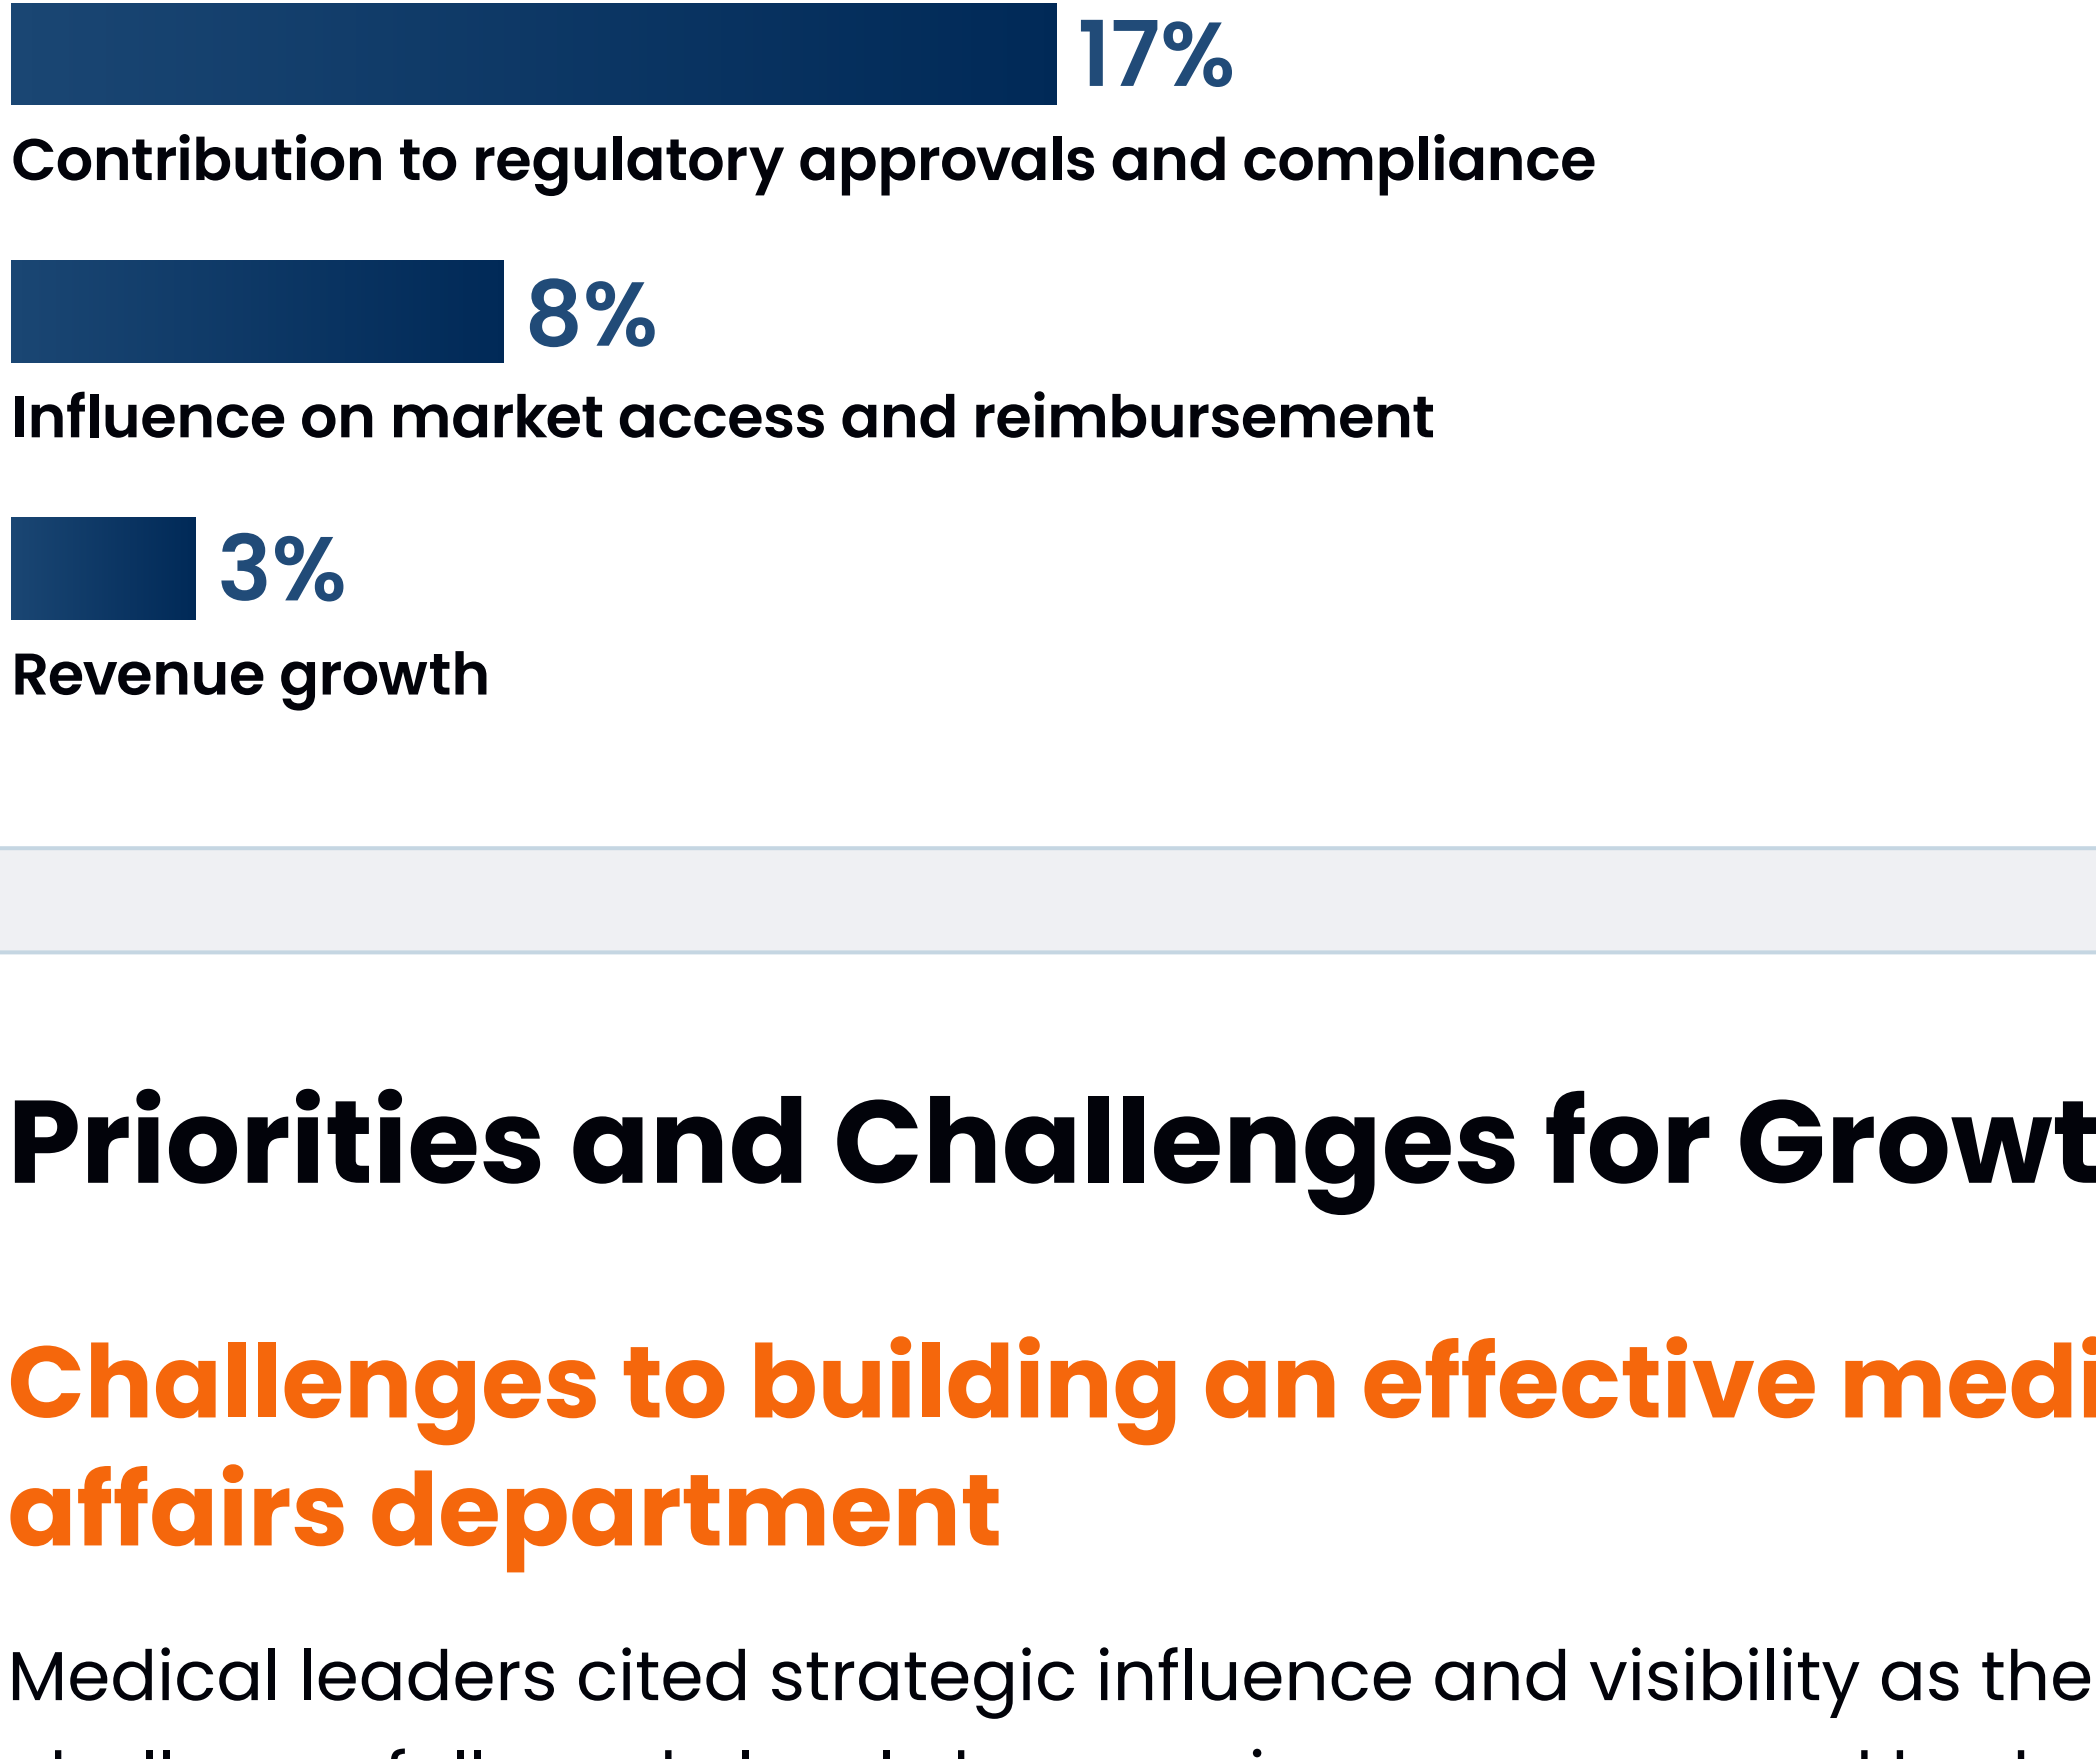 17%
Contribution to regulatory approvals and compliance
8%
Influence on market access and reimbursement
3%
Revenue growth
Priorities and Challenges for Growt
Challenges to building an effective medi
affairs department
Medical leaders cited strategic influence and visibility as the